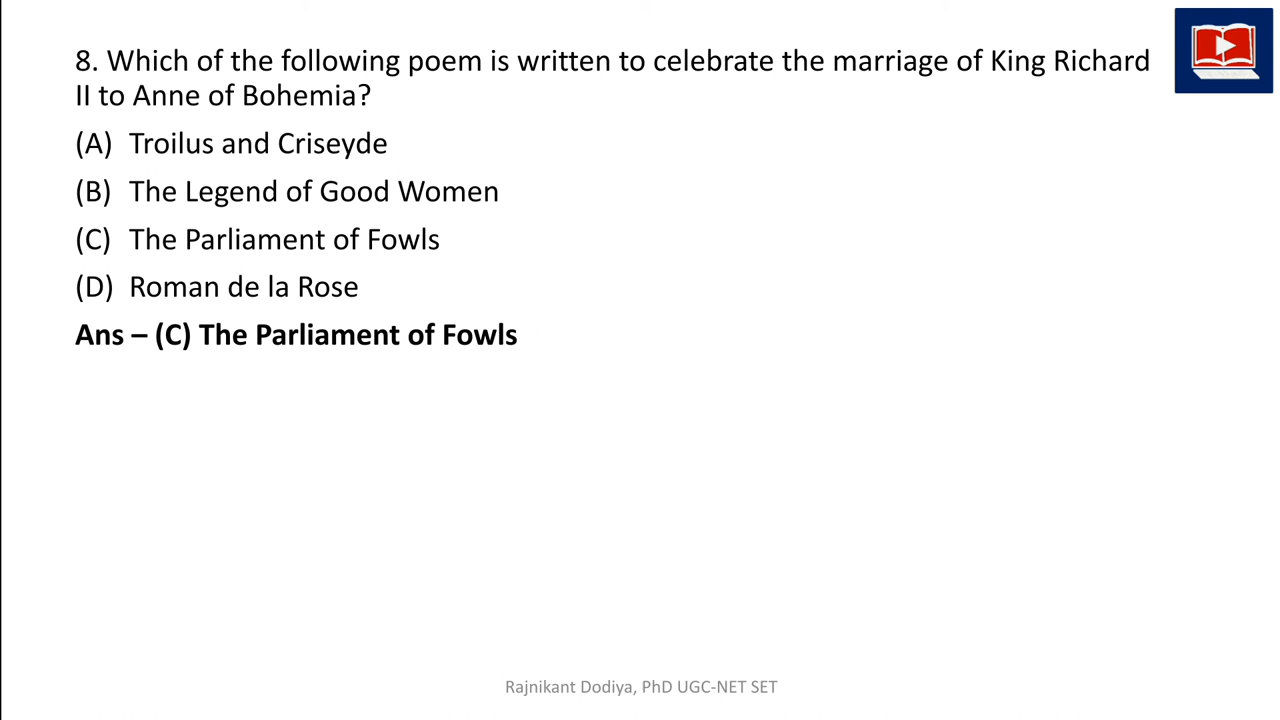 8. Which of the following poem is written to celebrate the marriage of King Richard
II to Anne of Bohemia?
(A) Troilus and Criseyde
(B) The Legend of Good Women
(C) The Parliament of Fowls
(D) Roman de la Rose
Ans – (C) The Parliament of Fowls
Rajnikant Dodiya, PhD UGC-NET SET